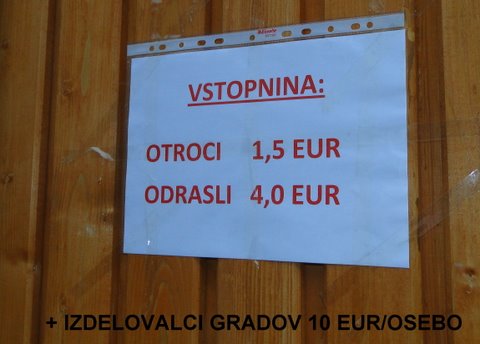 VSTOPNINA:
OTROCI 1,5 EUR
ODRASLI 4,0 EUR
+ IZDELOVALCI GRADOV 10 EUR/OSEBO